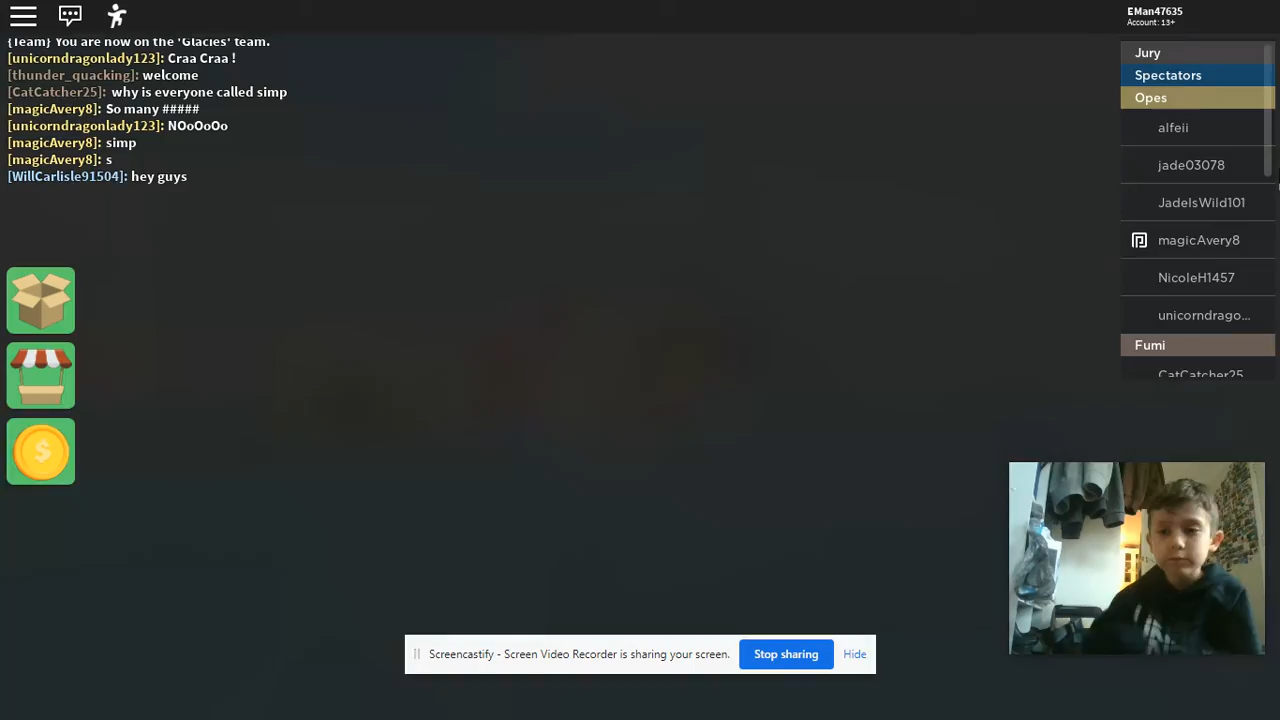 EMan47635
Account: 13+
{Team} You are now on the 'Glacies' team.
[unicorndragonlady123]: Craa Craa !
[thunder_quacking]: welcome
[CatCatcher25]: why is everyone called simp
[magicAvery8]: So many #####
[unicorndragonlady123]: NOoOoOo
[magicAvery8]: simp
[magicAvery8]: s
[WillCarlisle91504]: hey guys
Jury
Spectators
Opes
alfeii
jade03078
JadeIsWild101
magicAvery8
NicoleH1457
unicorndrago...
Fumi
CatCatcher25
Screencastify - Screen Video Recorder is sharing your screen.
Stop sharing
Hide